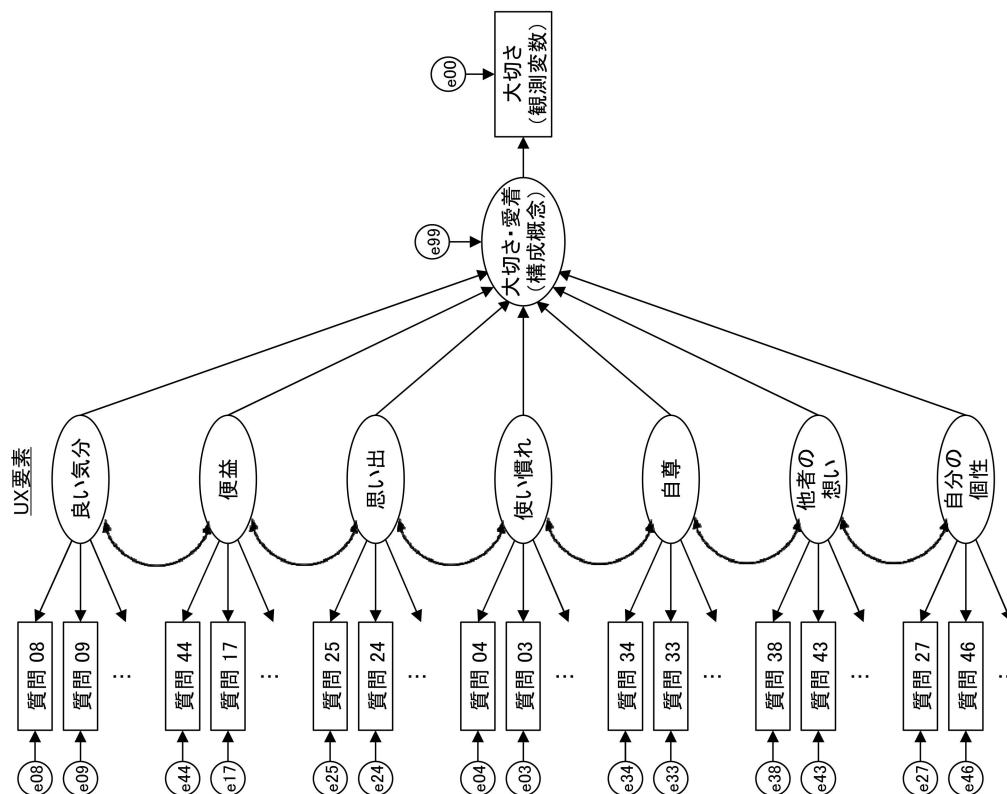 UX要素
良い気分
便益
思い出
使い慣れ
自尊
他者の
想い
自分の
個性
大切さ・愛着
(構成概念)
大切さ
(観測変数)
e99
e00
質問 08
質問 09
…
質問 44
質問 17
…
質問 25
質問 24
…
質問 04
質問 03
…
質問 34
質問 33
…
質問 38
質問 43
…
質問 27
質問 46
…
e08
e09
e44
e17
e25
e24
e04
e03
e34
e33
e38
e43
e27
e46